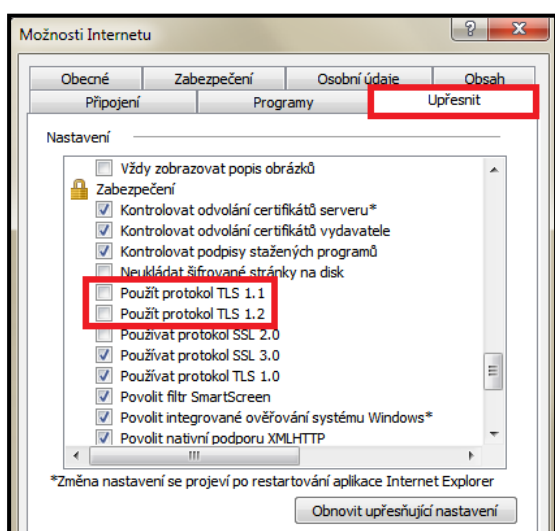 Možnosti Internetu
Obecné Zabezpečení Osobní údaje Obsah
Připojení Programy Upřesnit
Nastavení
Vždy zobrazovat popis obrázků
Zabezpečení
Kontrolovat odvolání certifikátů serveru*
Kontrolovat odvolání certifikátů vydavatele
Kontrolovat podpisy stažených programů
Neukládat šifrované stránky na disk
Použít protokol TLS 1.1
Použít protokol TLS 1.2
Používat protokol SSL 2.0
Používat protokol SSL 3.0
Používat protokol TLS 1.0
Povolit filtr SmartScreen
Povolit integrované ověřování systému Windows*
Povolit nativní podporu XMLHTTP
*Změna nastavení se projeví po restartování aplikace Internet Explorer
Obnovit upřesňující nastavení